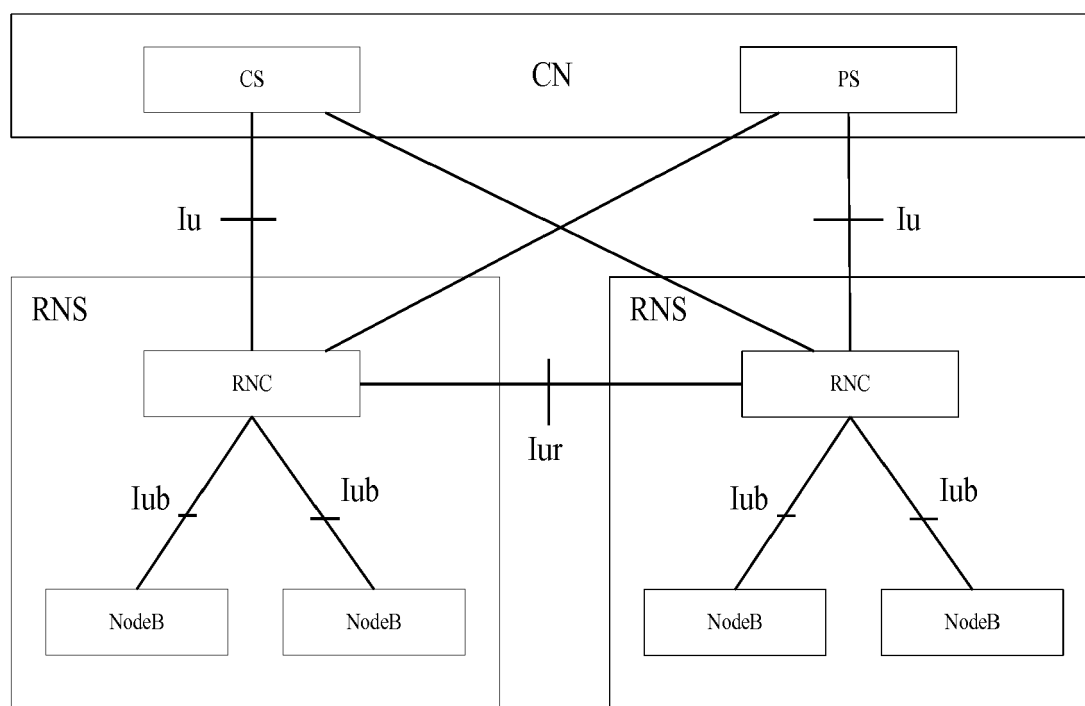 CS
CN
PS
Iu
Iu
RNS
RNS
RNC
RNC
Iur
Iub
Iub
Iub
Iub
NodeB
NodeB
NodeB
NodeB